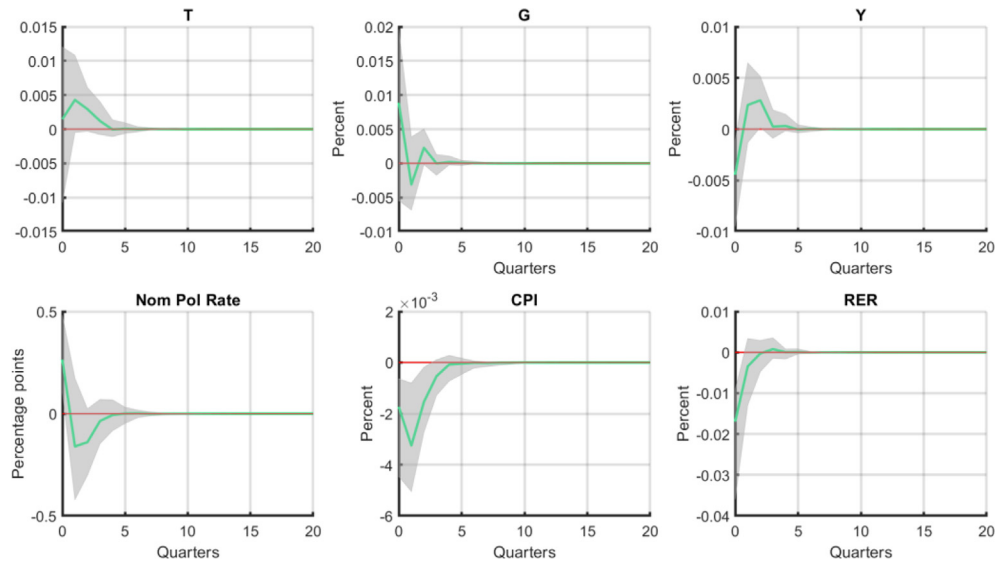 T
0.015
0.01
0.005
0
-0.005
-0.01
-0.015
0 5 10 15 20
G
Percent
0.02
0.015
0.01
0.005
0
-0.005
-0.01
0 5 10 15 20
Quarters
Y
Percent
0.01
0.005
0
-0.005
-0.01
0 5 10 15 20
Quarters
Nom Pol Rate
Percentage points
0.5
0
-0.5
0 5 10 15 20
Quarters
CPI
×10⁻³
Percent
2
0
-2
-4
-6
0 5 10 15 20
Quarters
RER
Percent
0.01
0
-0.01
-0.02
-0.03
-0.04
0 5 10 15 20
Quarters